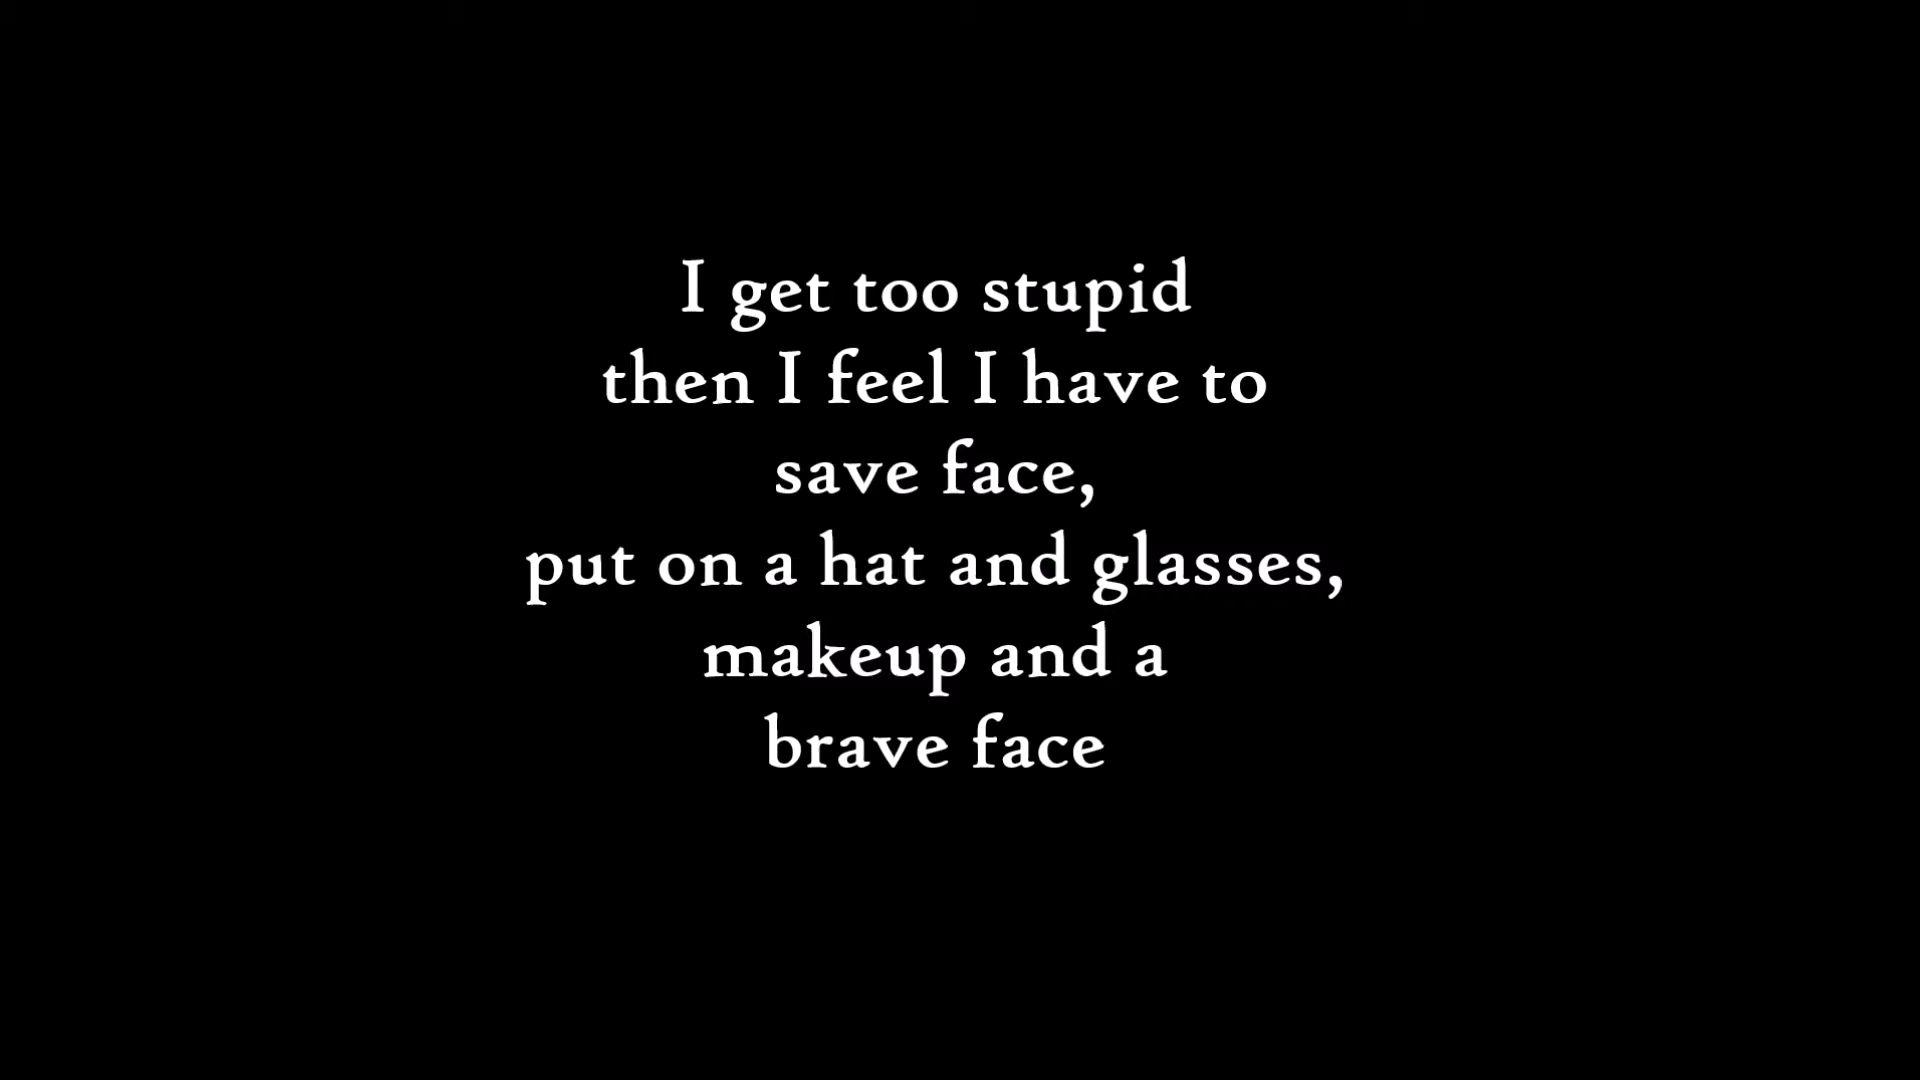 I get too stupid
then I feel I have to
save face,
put on a hat and glasses,
makeup and a
brave face